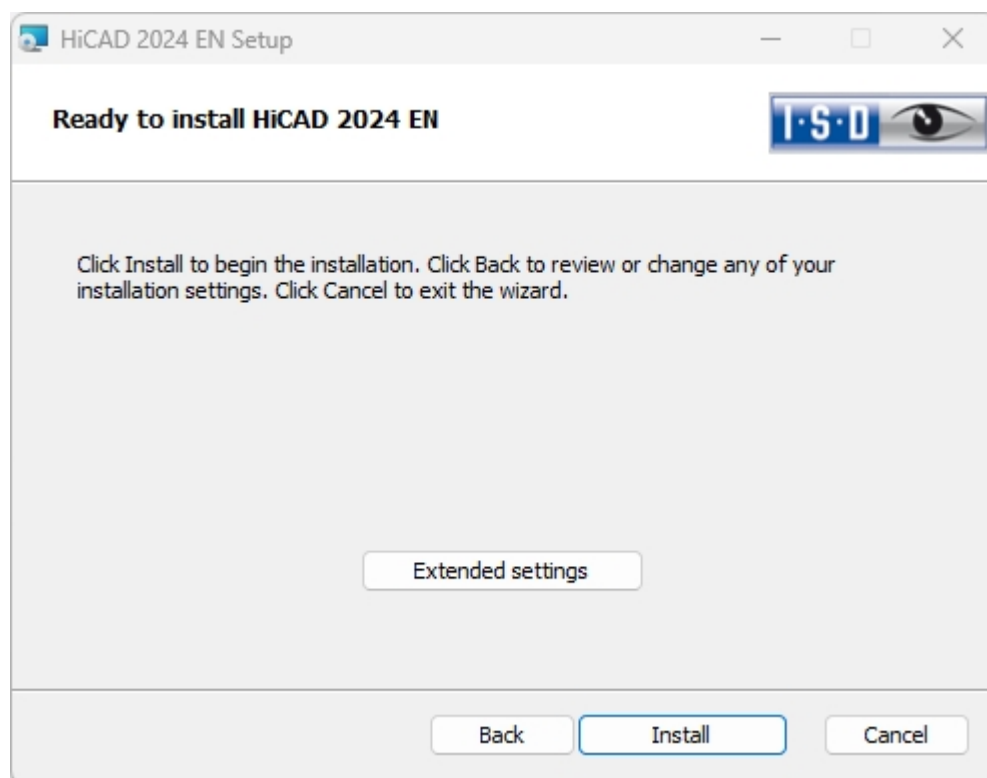 HiCAD 2024 EN Setup
Ready to install HiCAD 2024 EN
I·S·D
Click Install to begin the installation. Click Back to review or change any of your
installation settings. Click Cancel to exit the wizard.
Extended settings
Back
Install
Cancel